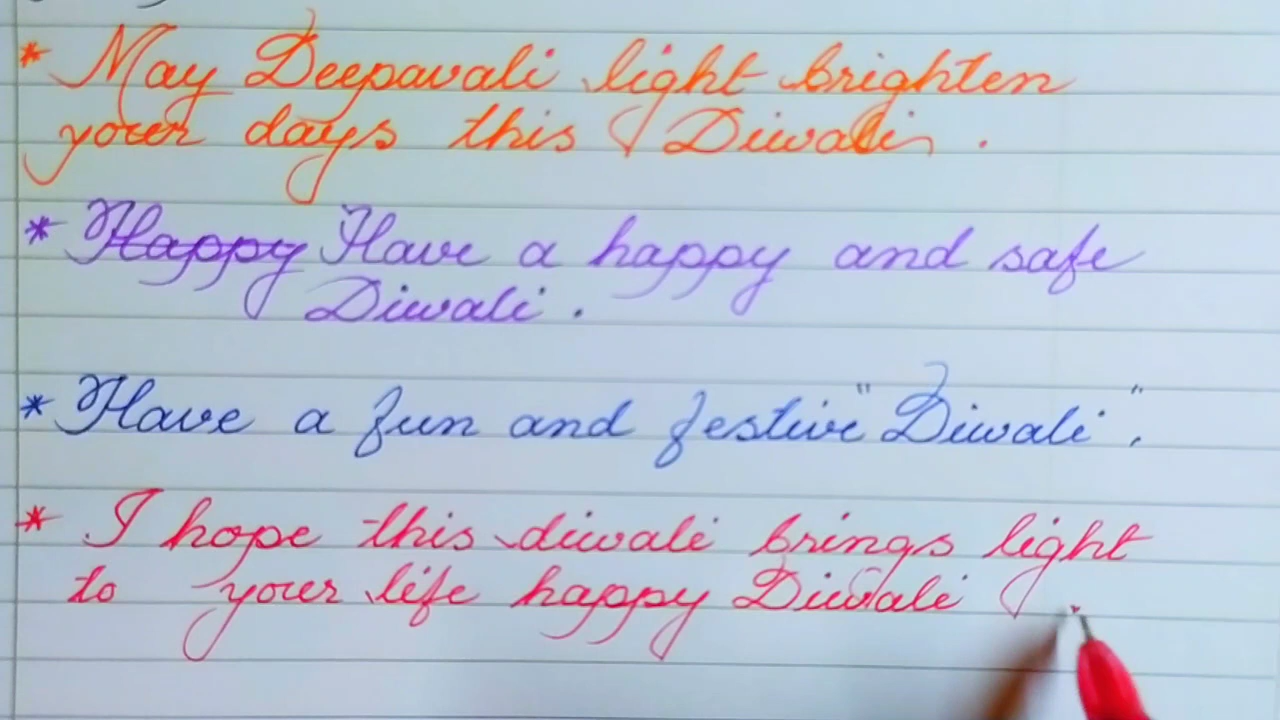 * May Deepavali light brighten
your days this Diwali .
* Happy Have a happy and safe
Diwali .
* Have a fun and festive "Diwali" .
* I hope this diwali brings light
to your life happy Diwali .